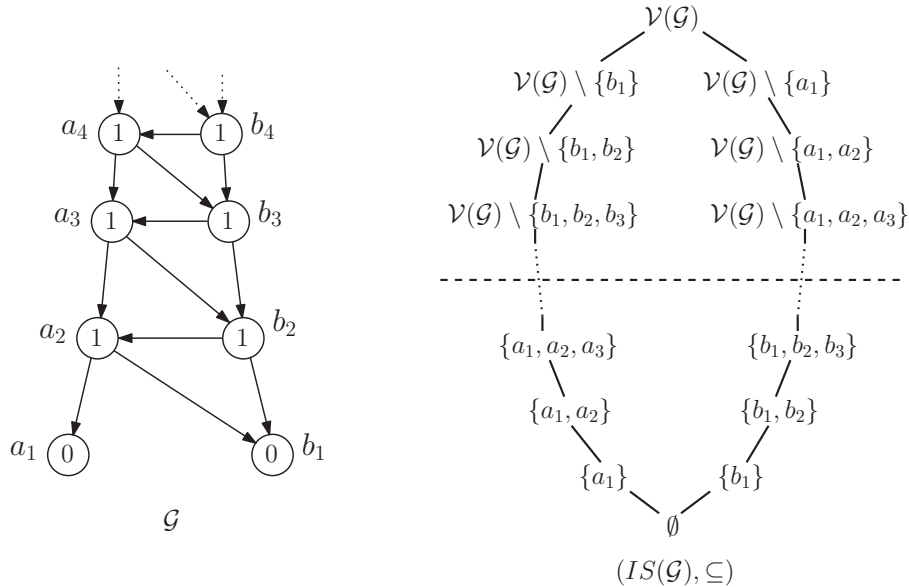 𝒱(𝒢)
𝒱(𝒢) \ {b₁}
𝒱(𝒢) \ {a₁}
𝒱(𝒢) \ {b₁, b₂}
𝒱(𝒢) \ {a₁, a₂}
𝒱(𝒢) \ {b₁, b₂, b₃}
𝒱(𝒢) \ {a₁, a₂, a₃}
a₄ 1 1 b₄
a₃ 1 1 b₃
a₂ 1 1 b₂
a₁ 0 0 b₁
𝒢
{a₁, a₂, a₃}
{b₁, b₂, b₃}
{a₁, a₂}
{b₁, b₂}
{a₁}
{b₁}
∅
(IS(𝒢), ⊆)